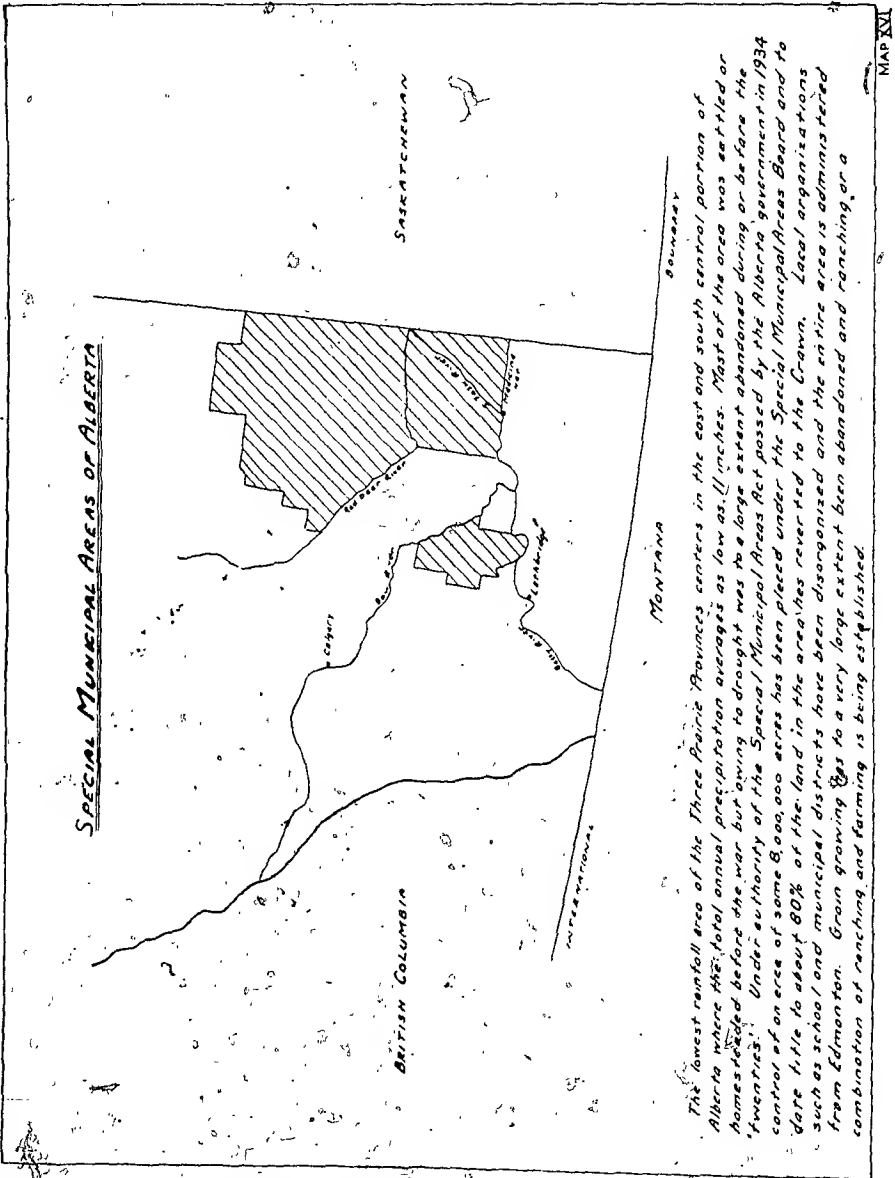 SPECIAL MUNICIPAL AREAS OF ALBERTA
SASKATCHEWAN
BRITISH COLUMBIA
Red Deer River
S. Sask River
Medicine Hat
Bow River
Calgary
Lethbridge
Belly River
INTERNATIONAL
BOUNDARY
MONTANA
The lowest rainfall area of the Three Prairie Provinces centers in the east and south central portion of
Alberta where the total annual precipitation averages as low as 11 inches. Most of the area was settled or
homesteaded before the war but owing to drought was to a large extent abandoned during or before the
'twenties'. Under authority of the Special Municipal Areas Act passed by the Alberta government in 1934
control of an area of some 8,000,000 acres has been placed under the Special Municipal Areas Board and to
date title to about 80% of the land in the area has reverted to the Crown. Local organizations
such as school and municipal districts have been disorganized and the entire area is administered
from Edmonton. Grain growing has to a very large extent been abandoned and ranching or a
combination of ranching and farming is being established.
MAP XVI